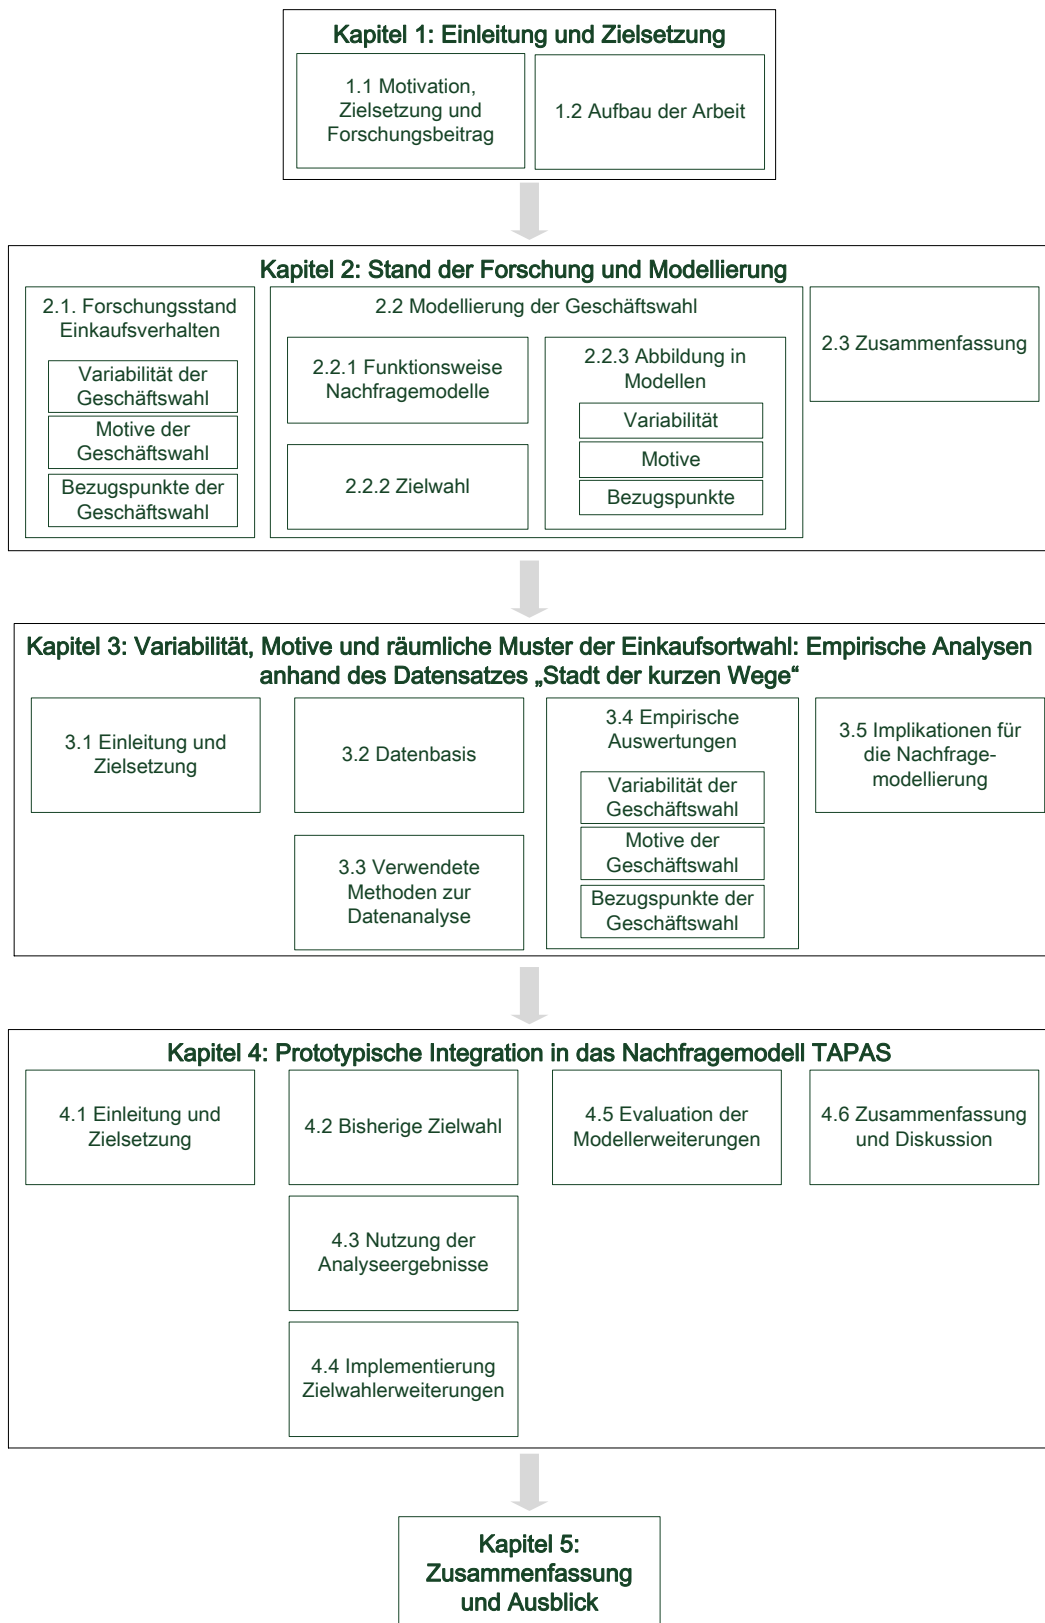 Kapitel 1: Einleitung und Zielsetzung
1.1 Motivation,
Zielsetzung und
Forschungsbeitrag
1.2 Aufbau der Arbeit
Kapitel 2: Stand der Forschung und Modellierung
2.1. Forschungsstand
Einkaufsverhalten
Variabilität der
Geschäftswahl
Motive der
Geschäftswahl
Bezugspunkte der
Geschäftswahl
2.2 Modellierung der Geschäftswahl
2.2.1 Funktionsweise
Nachfragemodelle
2.2.2 Zielwahl
2.2.3 Abbildung in
Modellen
Variabilität
Motive
Bezugspunkte
2.3 Zusammenfassung
Kapitel 3: Variabilität, Motive und räumliche Muster der Einkaufsortwahl: Empirische Analysen
anhand des Datensatzes „Stadt der kurzen Wege“
3.1 Einleitung und
Zielsetzung
3.2 Datenbasis
3.3 Verwendete
Methoden zur
Datenanalyse
3.4 Empirische
Auswertungen
Variabilität der
Geschäftswahl
Motive der
Geschäftswahl
Bezugspunkte der
Geschäftswahl
3.5 Implikationen für
die Nachfrage-
modellierung
Kapitel 4: Prototypische Integration in das Nachfragemodell TAPAS
4.1 Einleitung und
Zielsetzung
4.2 Bisherige Zielwahl
4.3 Nutzung der
Analyseergebnisse
4.4 Implementierung
Zielwahlerweiterungen
4.5 Evaluation der
Modellerweiterungen
4.6 Zusammenfassung
und Diskussion
Kapitel 5:
Zusammenfassung
und Ausblick